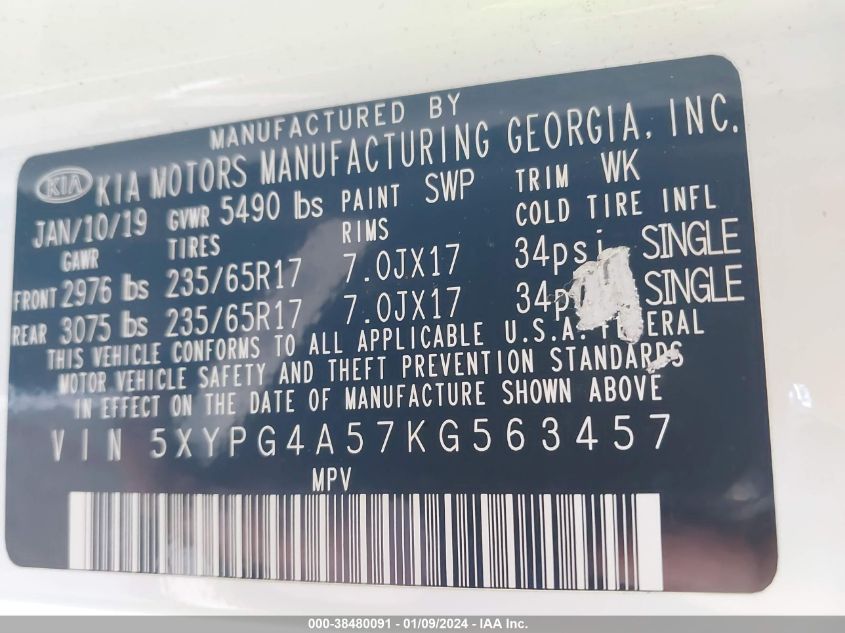 MANUFACTURED BY
KIA KIA MOTORS MANUFACTURING GEORGIA, INC.
JAN/10/19 GVWR 5490 lbs PAINT SWP TRIM WK
GAWR TIRES RIMS COLD TIRE INFL
FRONT 2976 lbs 235/65R17 7.0JX17 34psi SINGLE
REAR 3075 lbs 235/65R17 7.0JX17 34p SINGLE
THIS VEHICLE CONFORMS TO ALL APPLICABLE U.S.A. FEDERAL
MOTOR VEHICLE SAFETY AND THEFT PREVENTION STANDARDS
IN EFFECT ON THE DATE OF MANUFACTURE SHOWN ABOVE
VIN 5XYPG4A57KG563457
MPV
000-38480091 - 01/09/2024 - IAA Inc.